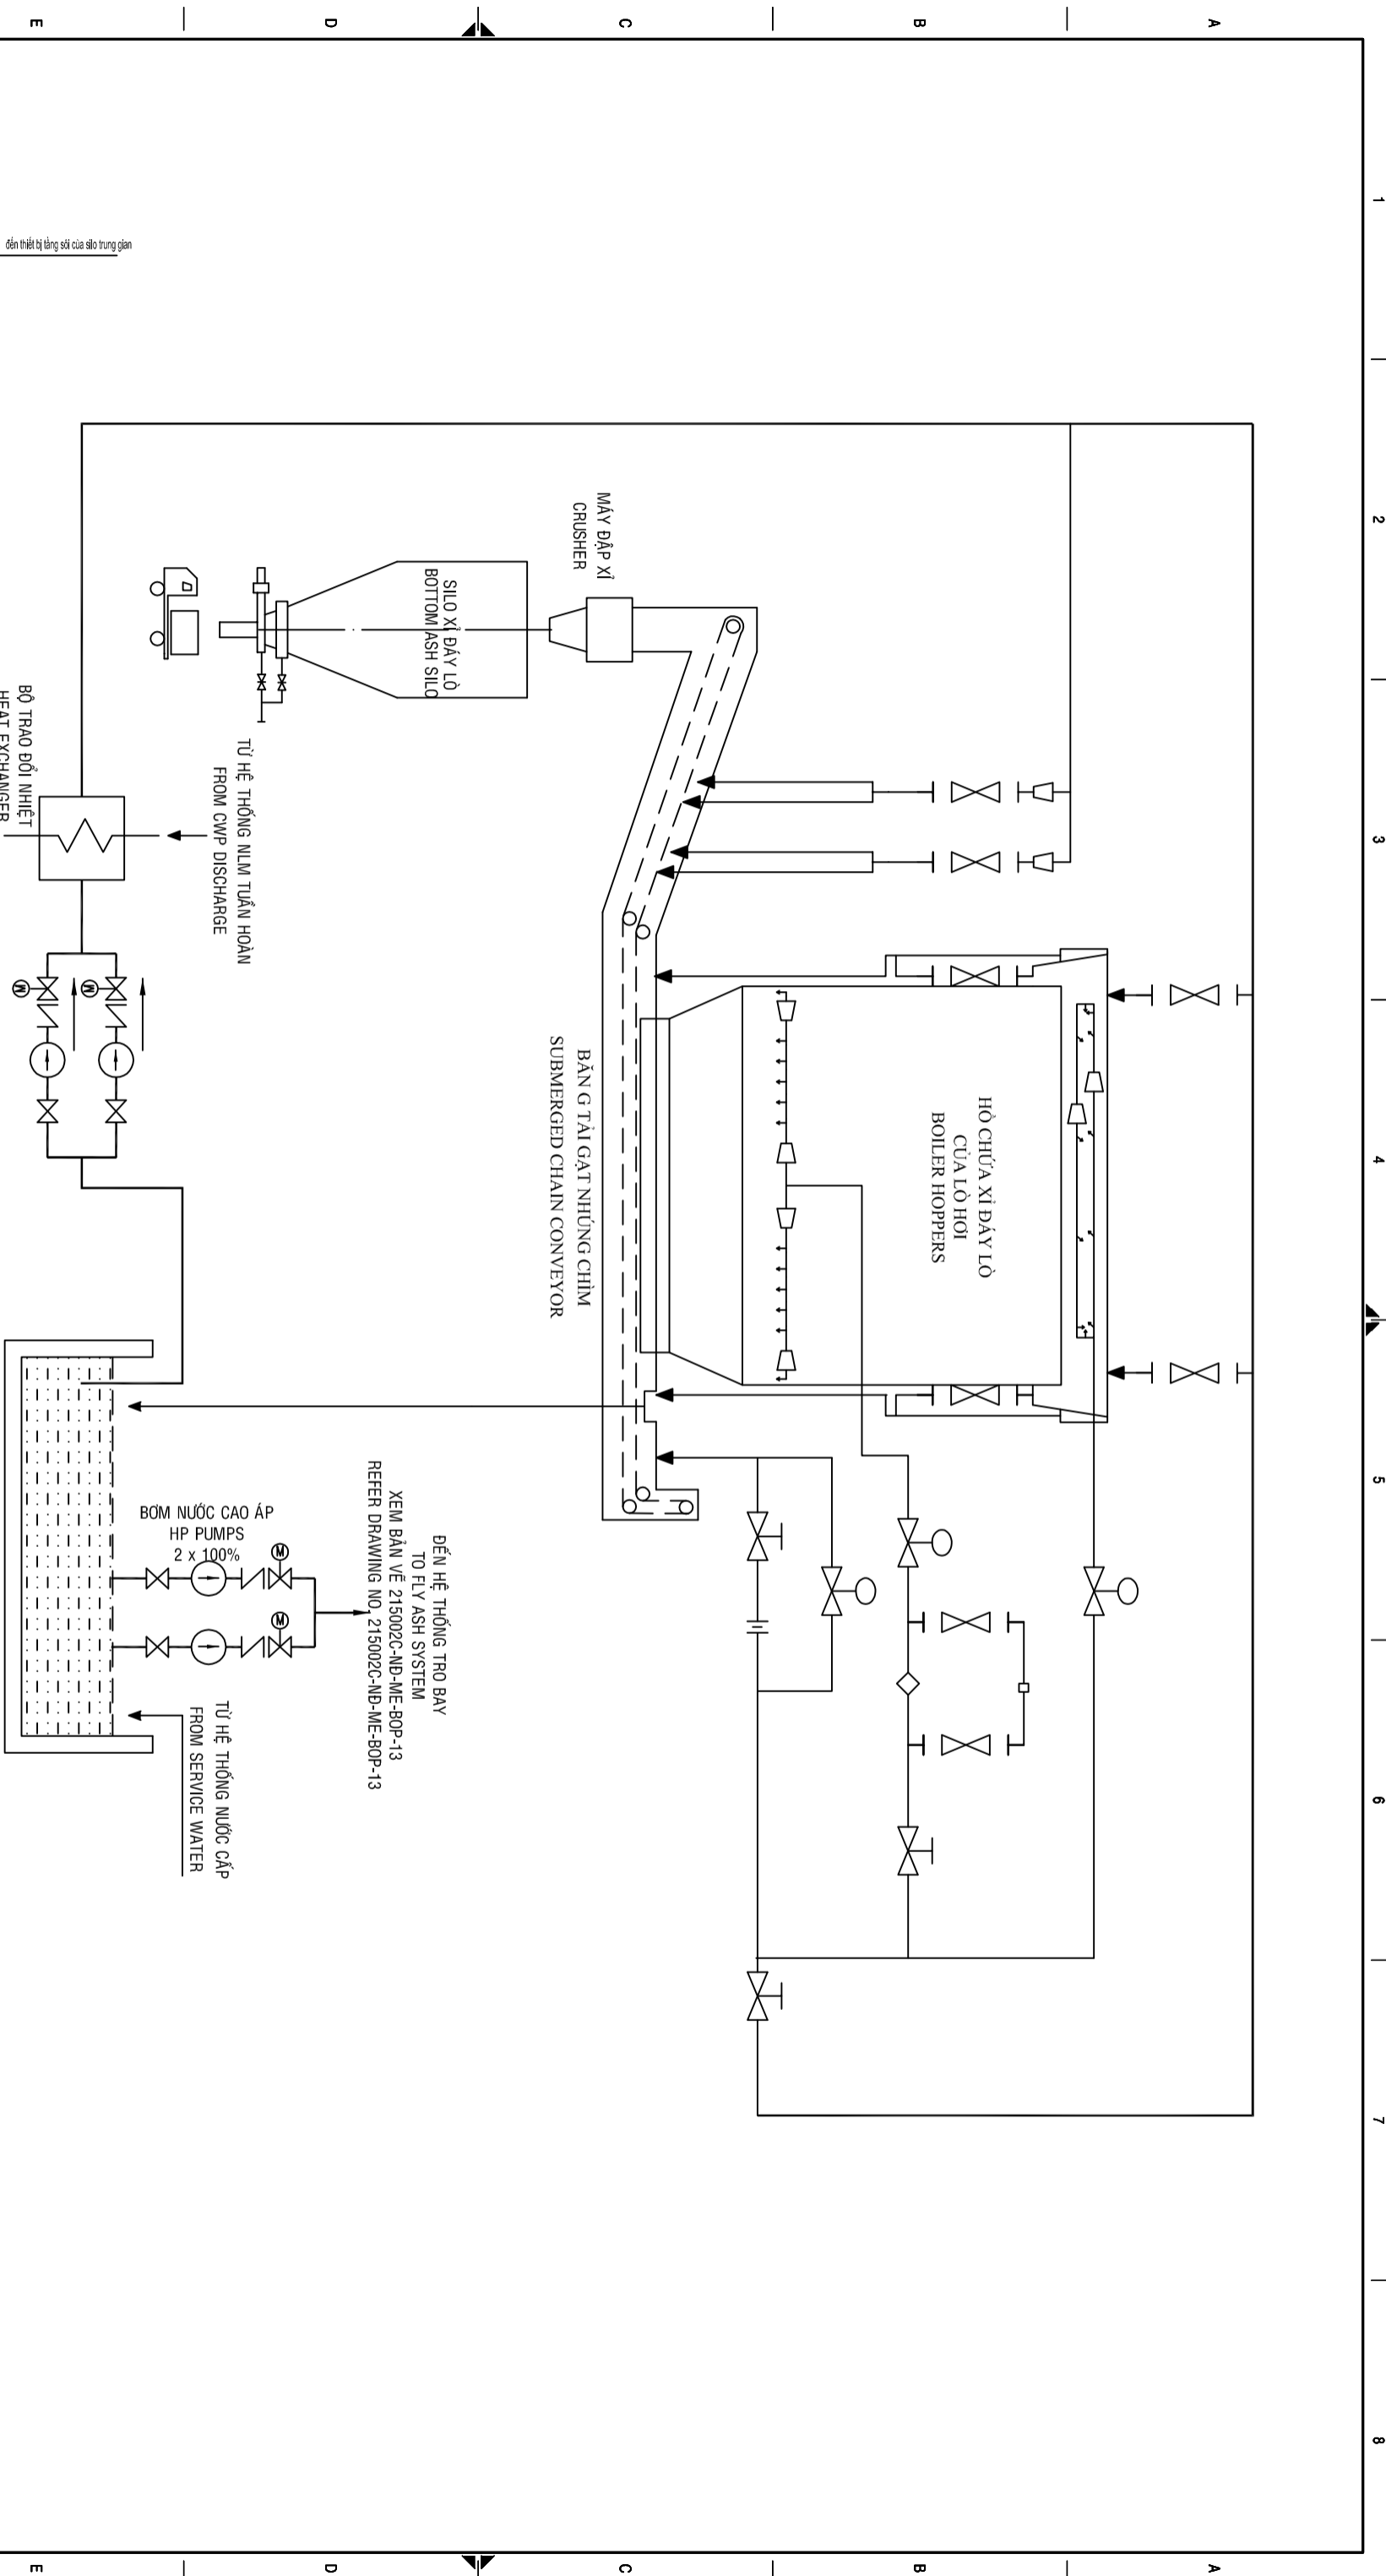 1
2
3
4
5
6
7
8
A
A
B
B
C
C
D
D
E
E
HỒ CHỨA XỈ ĐÁY LÒ
CỦA LÒ HƠI
BOILER HOPPERS
MÁY ĐẬP XỈ
CRUSHER
BĂN G TẢI GẠT NHÚNG CHÌM
SUBMERGED CHAIN CONVEYOR
SILO XỈ ĐÁY LÒ
BOTTOM ASH SILO
ĐẾN HỆ THỐNG TRO BAY
TO FLY ASH SYSTEM
XEM BẢN VẼ 215002C-NĐ-ME-BOP-13
REFER DRAWING NO. 215002C-NĐ-ME-BOP-13
BƠM NƯỚC CAO ÁP
HP PUMPS
2 x 100%
M
M
TỪ HỆ THỐNG NLM TUẦN HOÀN
FROM CWP DISCHARGE
TỪ HỆ THỐNG NƯỚC CẤP
FROM SERVICE WATER
M
M
BỘ TRAO ĐỔI NHIỆT
HEAT EXCHANGER
đến thiết bị tầng sôi của silo trung gian